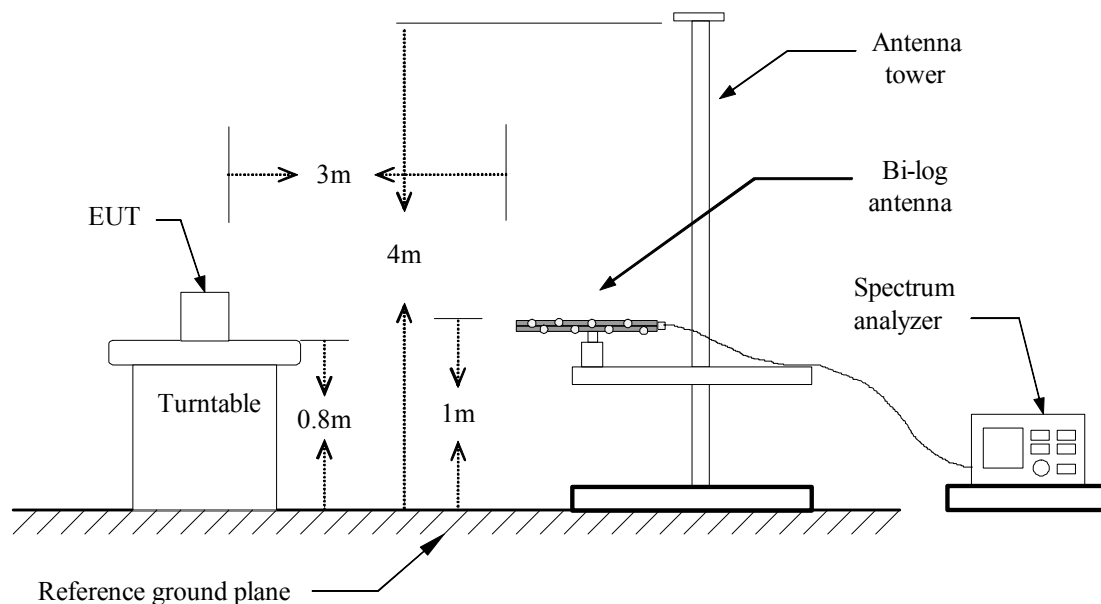 Antenna
tower
3m
Bi-log
antenna
EUT
4m
Spectrum
analyzer
Turntable
0.8m
1m
Reference ground plane